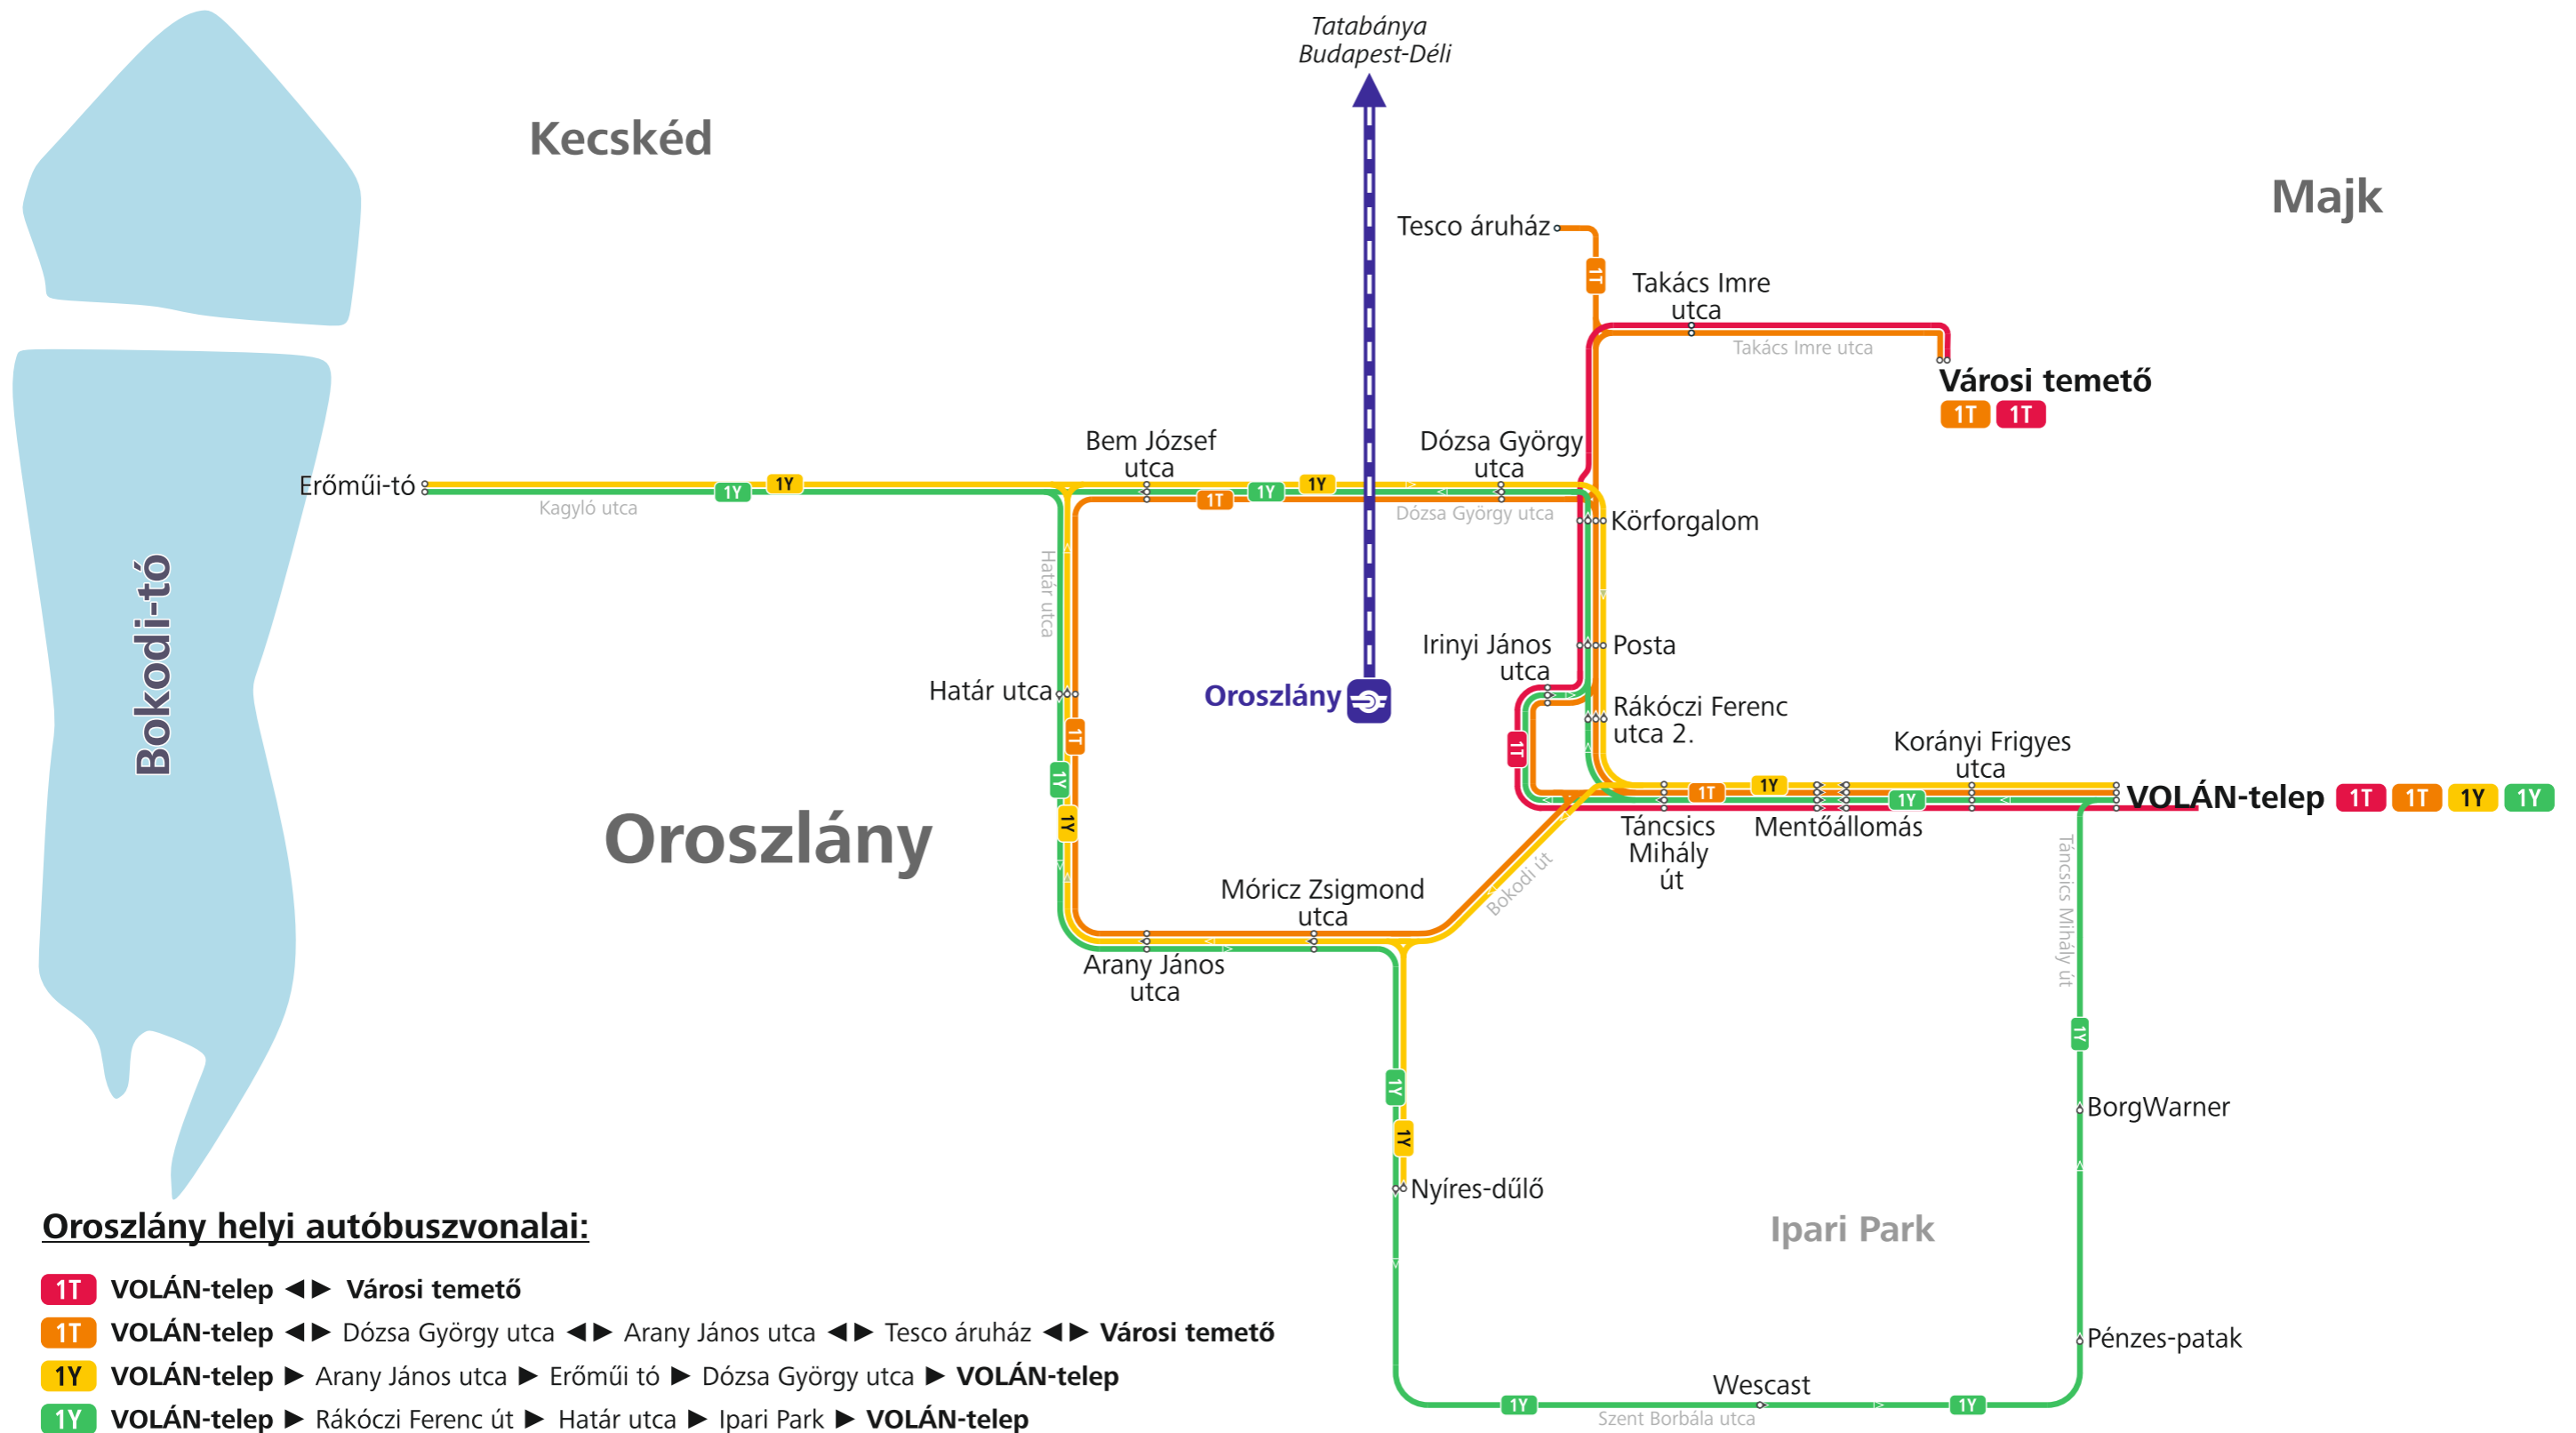 Tatabánya
Budapest-Déli
Kecskéd
Majk
Tesco áruház
1T
Takács Imre
utca
Takács Imre utca
Városi temető
1T 1T
Bem József
utca
Dózsa György
utca
Erőműi-tó
1Y 1Y
1T 1Y 1Y
Kagyló utca
Dózsa György utca
Körforgalom
Határ utca
Bokodi-tó
Irinyi János
utca
Posta
Határ utca
Oroszlány
Rákóczi Ferenc
utca 2.
1T
1T
1Y
1Y
Korányi Frigyes
utca
1T 1Y 1Y
VOLÁN-telep 1T 1T 1Y 1Y
Oroszlány
Táncsics
Mihály
út
Mentőállomás
Táncsics Mihály út
Bokodi út
Móricz Zsigmond
utca
Arany János
utca
1Y
1Y
1Y
BorgWarner
Nyíres-dűlő
Ipari Park
Pénzes-patak
Wescast
1Y 1Y
Szent Borbála utca
Oroszlány helyi autóbuszvonalai:
1T VOLÁN-telep ◄► Városi temető
1T VOLÁN-telep ◄► Dózsa György utca ◄► Arany János utca ◄► Tesco áruház ◄► Városi temető
1Y VOLÁN-telep ► Arany János utca ► Erőműi tó ► Dózsa György utca ► VOLÁN-telep
1Y VOLÁN-telep ► Rákóczi Ferenc út ► Határ utca ► Ipari Park ► VOLÁN-telep